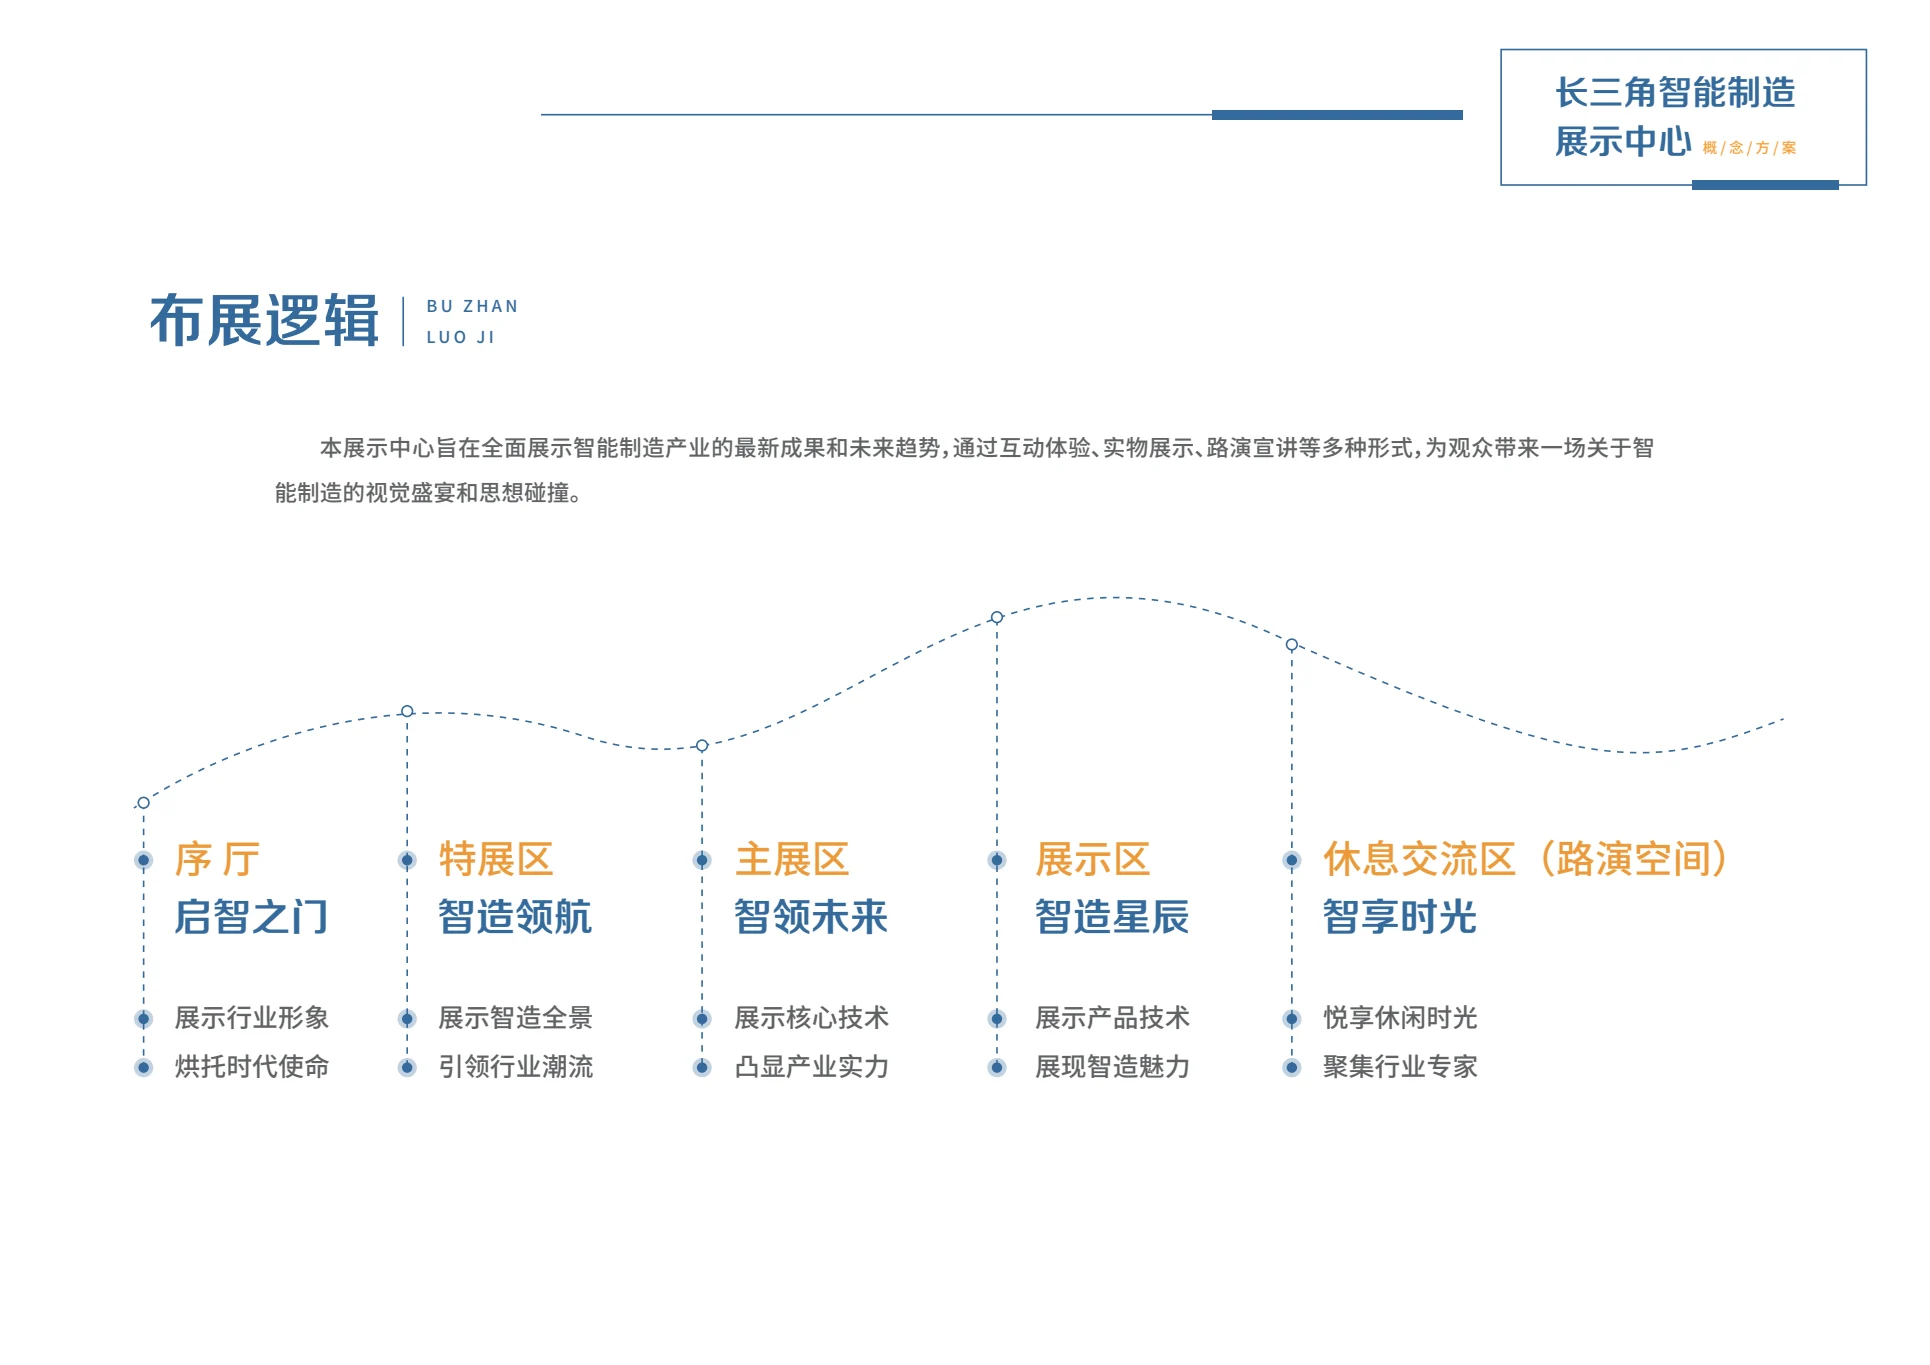 长三角智能制造
展示中心 概/念/方/案
布展逻辑
BU ZHAN
LUO JI
本展示中心旨在全面展示智能制造产业的最新成果和未来趋势,通过互动体验、实物展示、路演宣讲等多种形式,为观众带来一场关于智
能制造的视觉盛宴和思想碰撞。
序 厅
启智之门
展示行业形象
烘托时代使命
特展区
智造领航
展示智造全景
引领行业潮流
主展区
智领未来
展示核心技术
凸显产业实力
展示区
智造星辰
展示产品技术
展现智造魅力
休息交流区（路演空间）
智享时光
悦享休闲时光
聚集行业专家